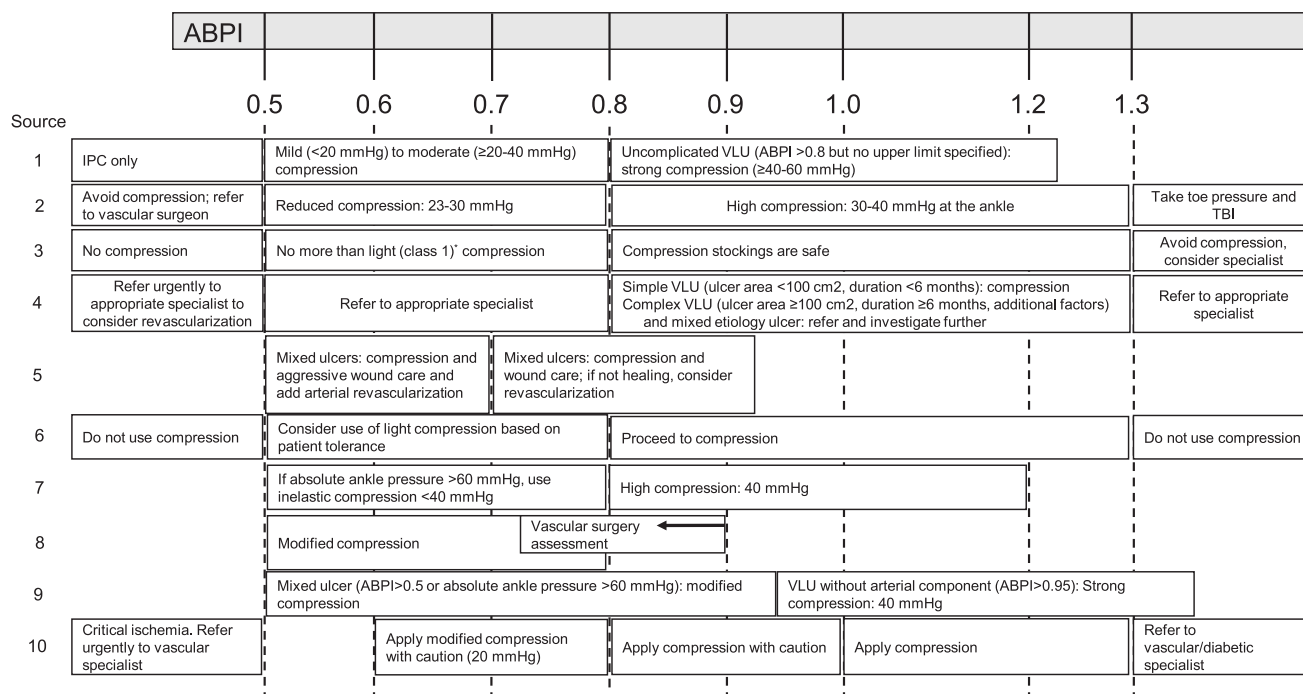 ABPI
0.5 0.6 0.7 0.8 0.9 1.0 1.2 1.3
Source
1
IPC only
Mild (<20 mmHg) to moderate (≥20-40 mmHg)
compression
Uncomplicated VLU (ABPI >0.8 but no upper limit specified):
strong compression (≥40-60 mmHg)
2
Avoid compression; refer
to vascular surgeon
Reduced compression: 23-30 mmHg
High compression: 30-40 mmHg at the ankle
Take toe pressure and
TBI
3
No compression
No more than light (class 1)* compression
Compression stockings are safe
Avoid compression,
consider specialist
4
Refer urgently to
appropriate specialist to
consider revascularization
Refer to appropriate specialist
Simple VLU (ulcer area <100 cm2, duration <6 months): compression
Complex VLU (ulcer area ≥100 cm2, duration ≥6 months, additional factors)
and mixed etiology ulcer: refer and investigate further
Refer to appropriate
specialist
5
Mixed ulcers: compression and
aggressive wound care and
add arterial revascularization
Mixed ulcers: compression and
wound care; if not healing, consider
revascularization
6
Do not use compression
Consider use of light compression based on
patient tolerance
Proceed to compression
Do not use compression
7
If absolute ankle pressure >60 mmHg, use
inelastic compression <40 mmHg
High compression: 40 mmHg
8
Modified compression
Vascular surgery
assessment
9
Mixed ulcer (ABPI>0.5 or absolute ankle pressure >60 mmHg): modified
compression
VLU without arterial component (ABPI>0.95): Strong
compression: 40 mmHg
10
Critical ischemia. Refer
urgently to vascular
specialist
Apply modified compression
with caution (20 mmHg)
Apply compression with caution
Apply compression
Refer to
vascular/diabetic
specialist